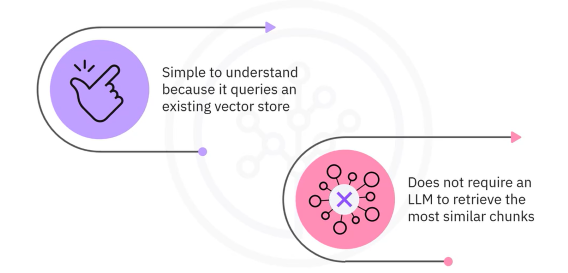 Simple to understand
because it queries an
existing vector store
Does not require an
LLM to retrieve the
most similar chunks